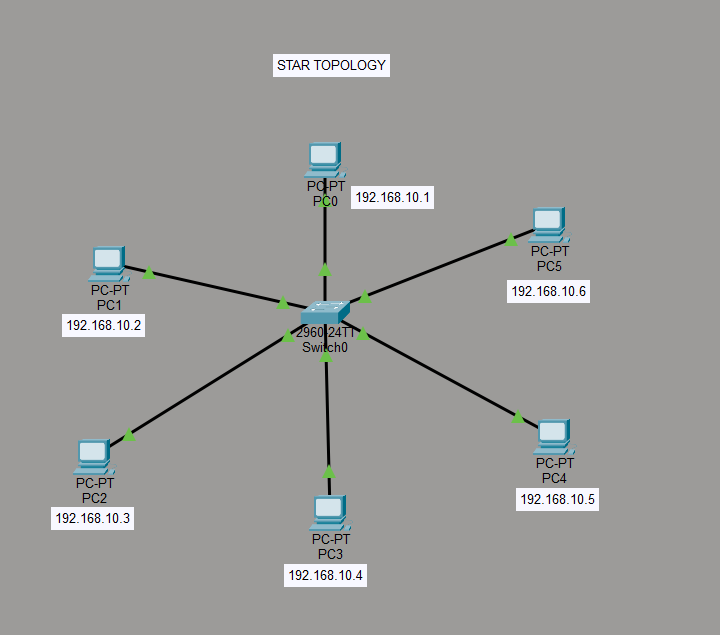 STAR TOPOLOGY
PC-PT
PC0
192.168.10.1
PC-PT
PC5
192.168.10.6
PC-PT
PC1
192.168.10.2
2960-24TT
Switch0
PC-PT
PC4
192.168.10.5
PC-PT
PC2
192.168.10.3
PC-PT
PC3
192.168.10.4